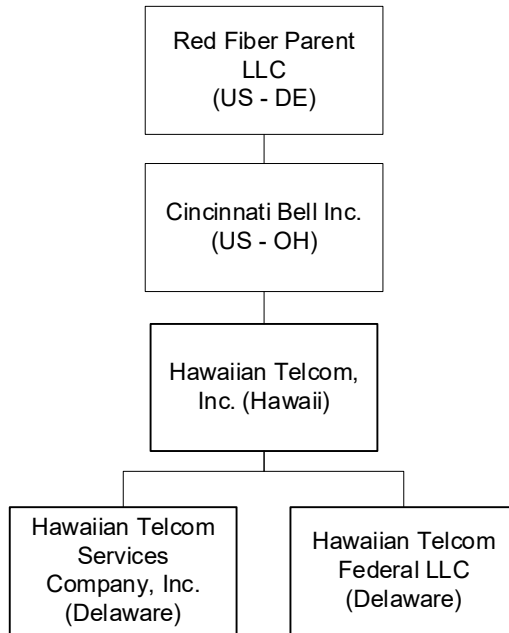 Red Fiber Parent
LLC
(US - DE)
Cincinnati Bell Inc.
(US - OH)
Hawaiian Telcom,
Inc. (Hawaii)
Hawaiian Telcom
Services
Company, Inc.
(Delaware)
Hawaiian Telcom
Federal LLC
(Delaware)